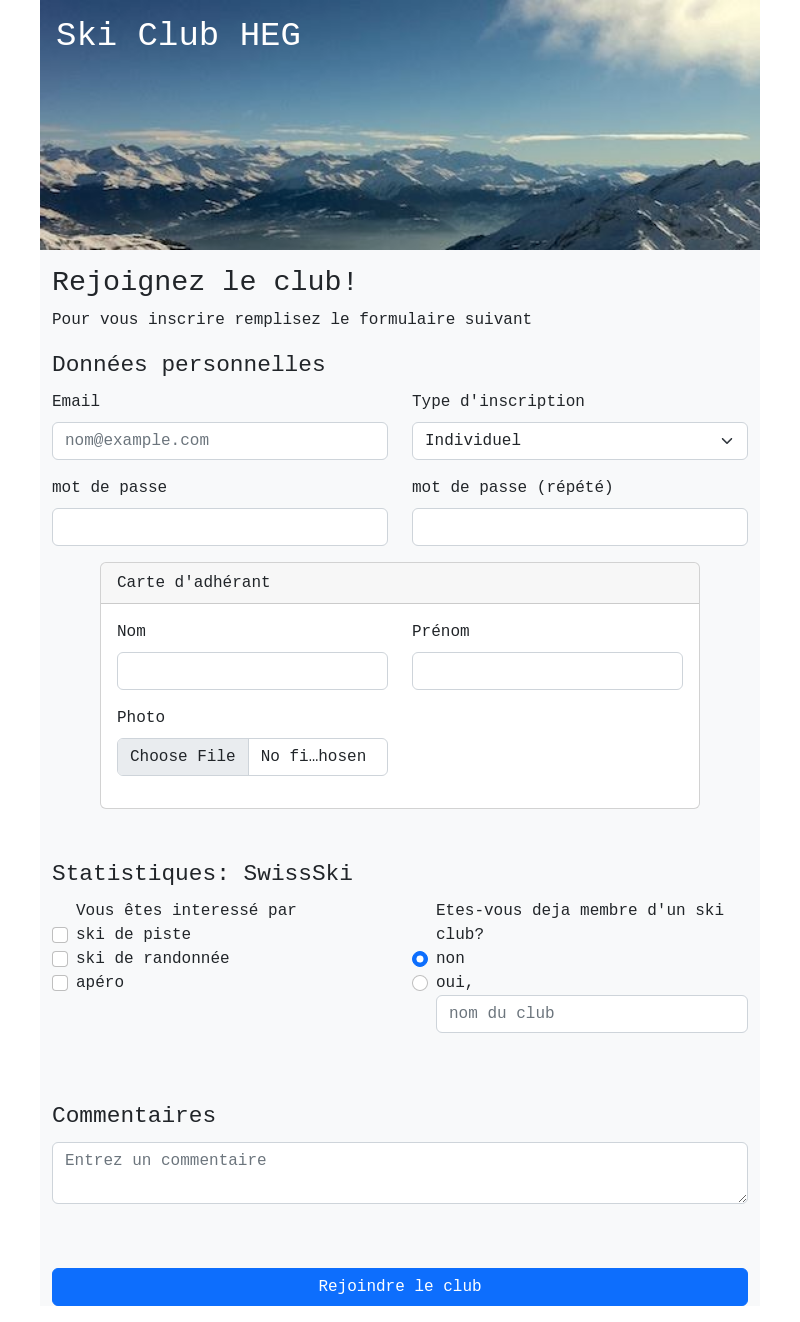 Ski Club HEG
Rejoignez le club!
Pour vous inscrire remplisez le formulaire suivant
Données personnelles
Email
Type d'inscription
nom@example.com
Individuel
mot de passe
mot de passe (répété)
Carte d'adhérant
Nom
Prénom
Photo
Choose File
No fi…hosen
Statistiques: SwissSki
Vous êtes interessé par
ski de piste
ski de randonnée
apéro
Etes-vous deja membre d'un ski
club?
non
oui,
nom du club
Commentaires
Entrez un commentaire
Rejoindre le club